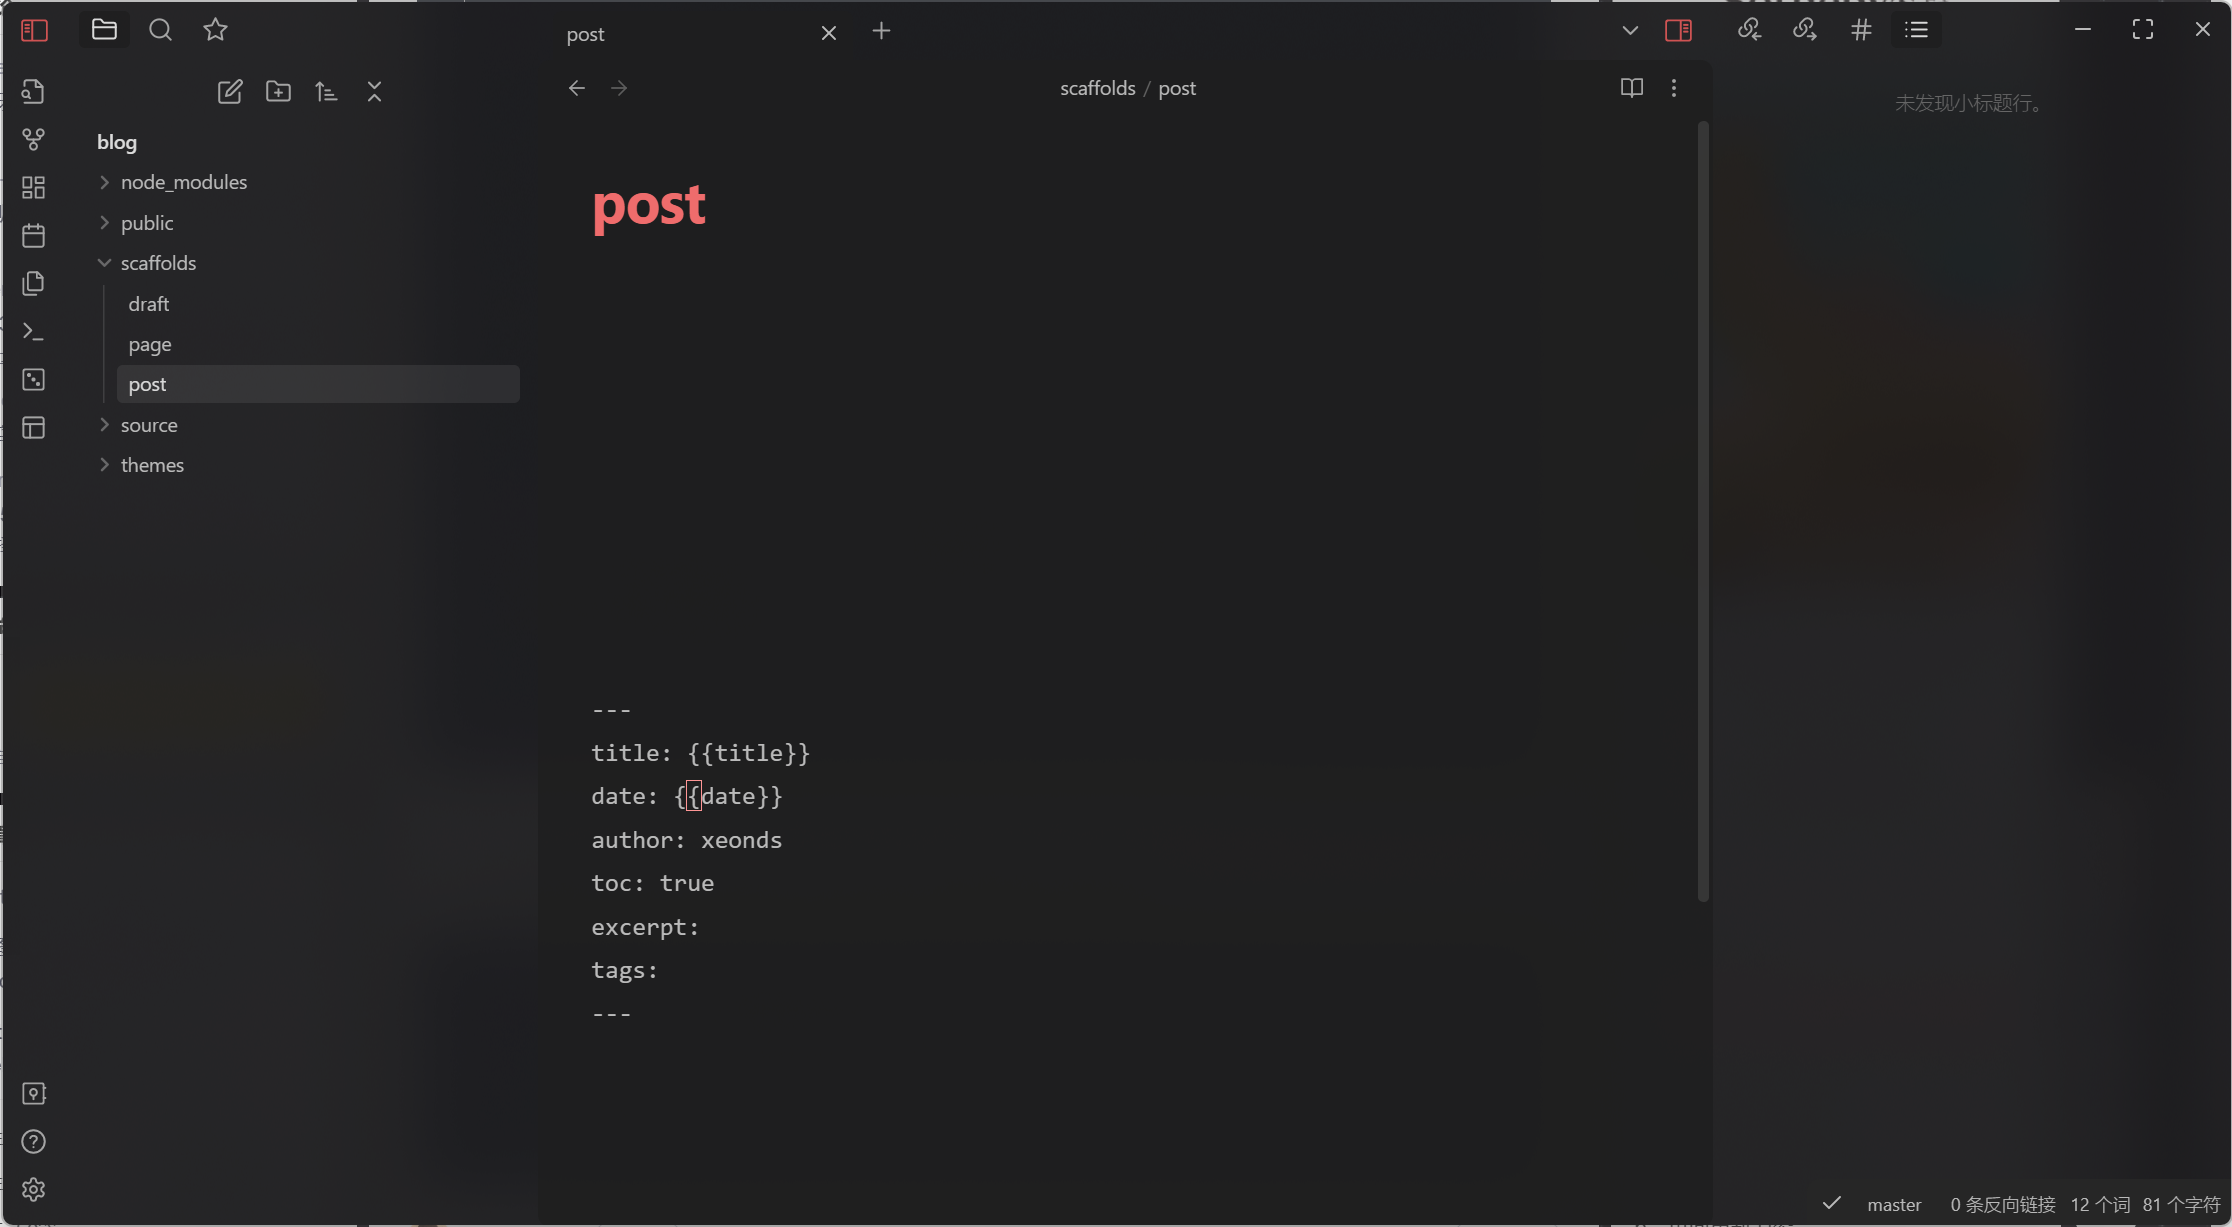 post
scaffolds / post
未发现小标题行。
blog
node_modules
public
scaffolds
draft
page
post
source
themes
post
---
title: {{title}}
date: {{date}}
author: xeonds
toc: true
excerpt:
tags:
---
master
0 条反向链接
12 个词
81 个字符